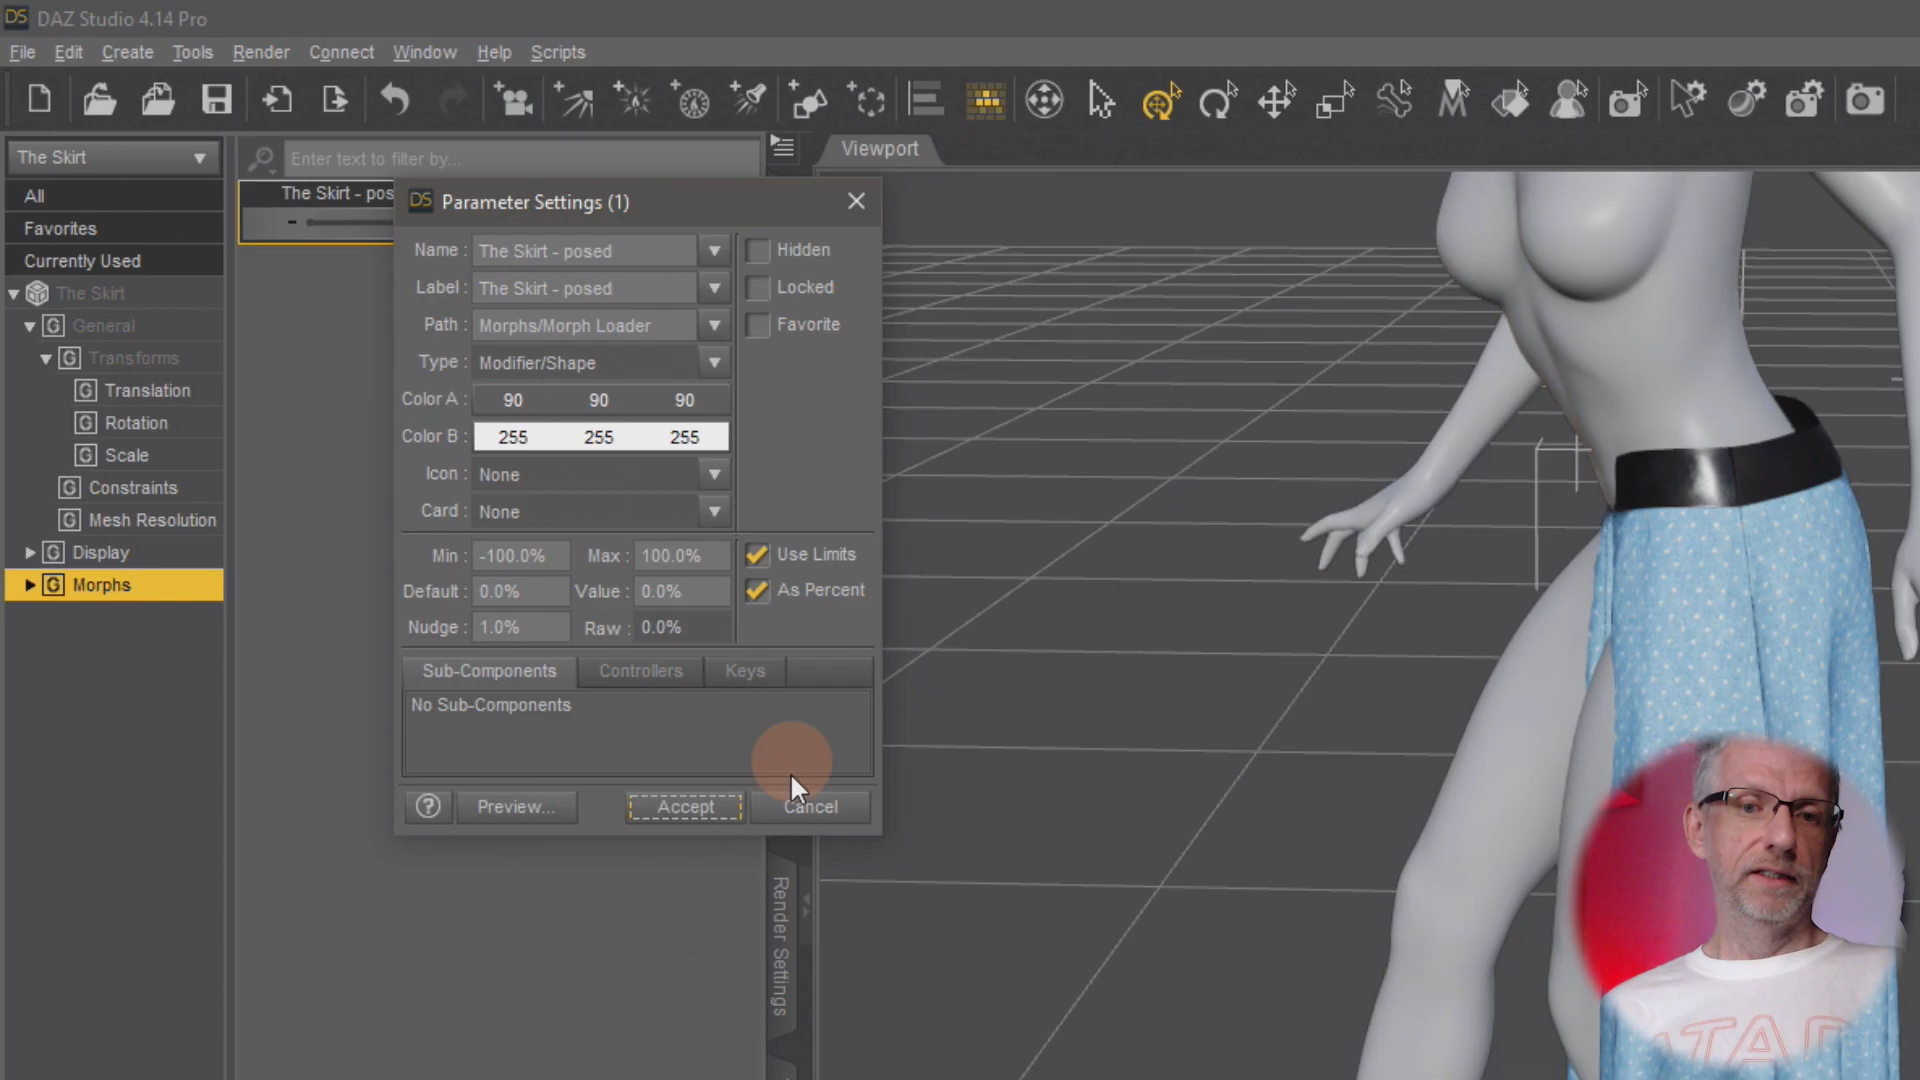 DS DAZ Studio 4.14 Pro
File Edit Create Tools Render Connect Window Help Scripts
The Skirt
Enter text to filter by...
Viewport
All
Favorites
Currently Used
The Skirt
G General
G Transforms
G Translation
G Rotation
G Scale
G Constraints
G Mesh Resolution
G Display
G Morphs
The Skirt - pos
DS Parameter Settings (1)
Name : The Skirt - posed
Hidden
Label : The Skirt - posed
Locked
Path : Morphs/Morph Loader
Favorite
Type : Modifier/Shape
Color A : 90 90 90
Color B : 255 255 255
Icon : None
Card : None
Min : -100.0% Max : 100.0% Use Limits
Default : 0.0% Value : 0.0% As Percent
Nudge : 1.0% Raw : 0.0%
Sub-Components Controllers Keys
No Sub-Components
? Preview... Accept Cancel
Render Settings
ATAR